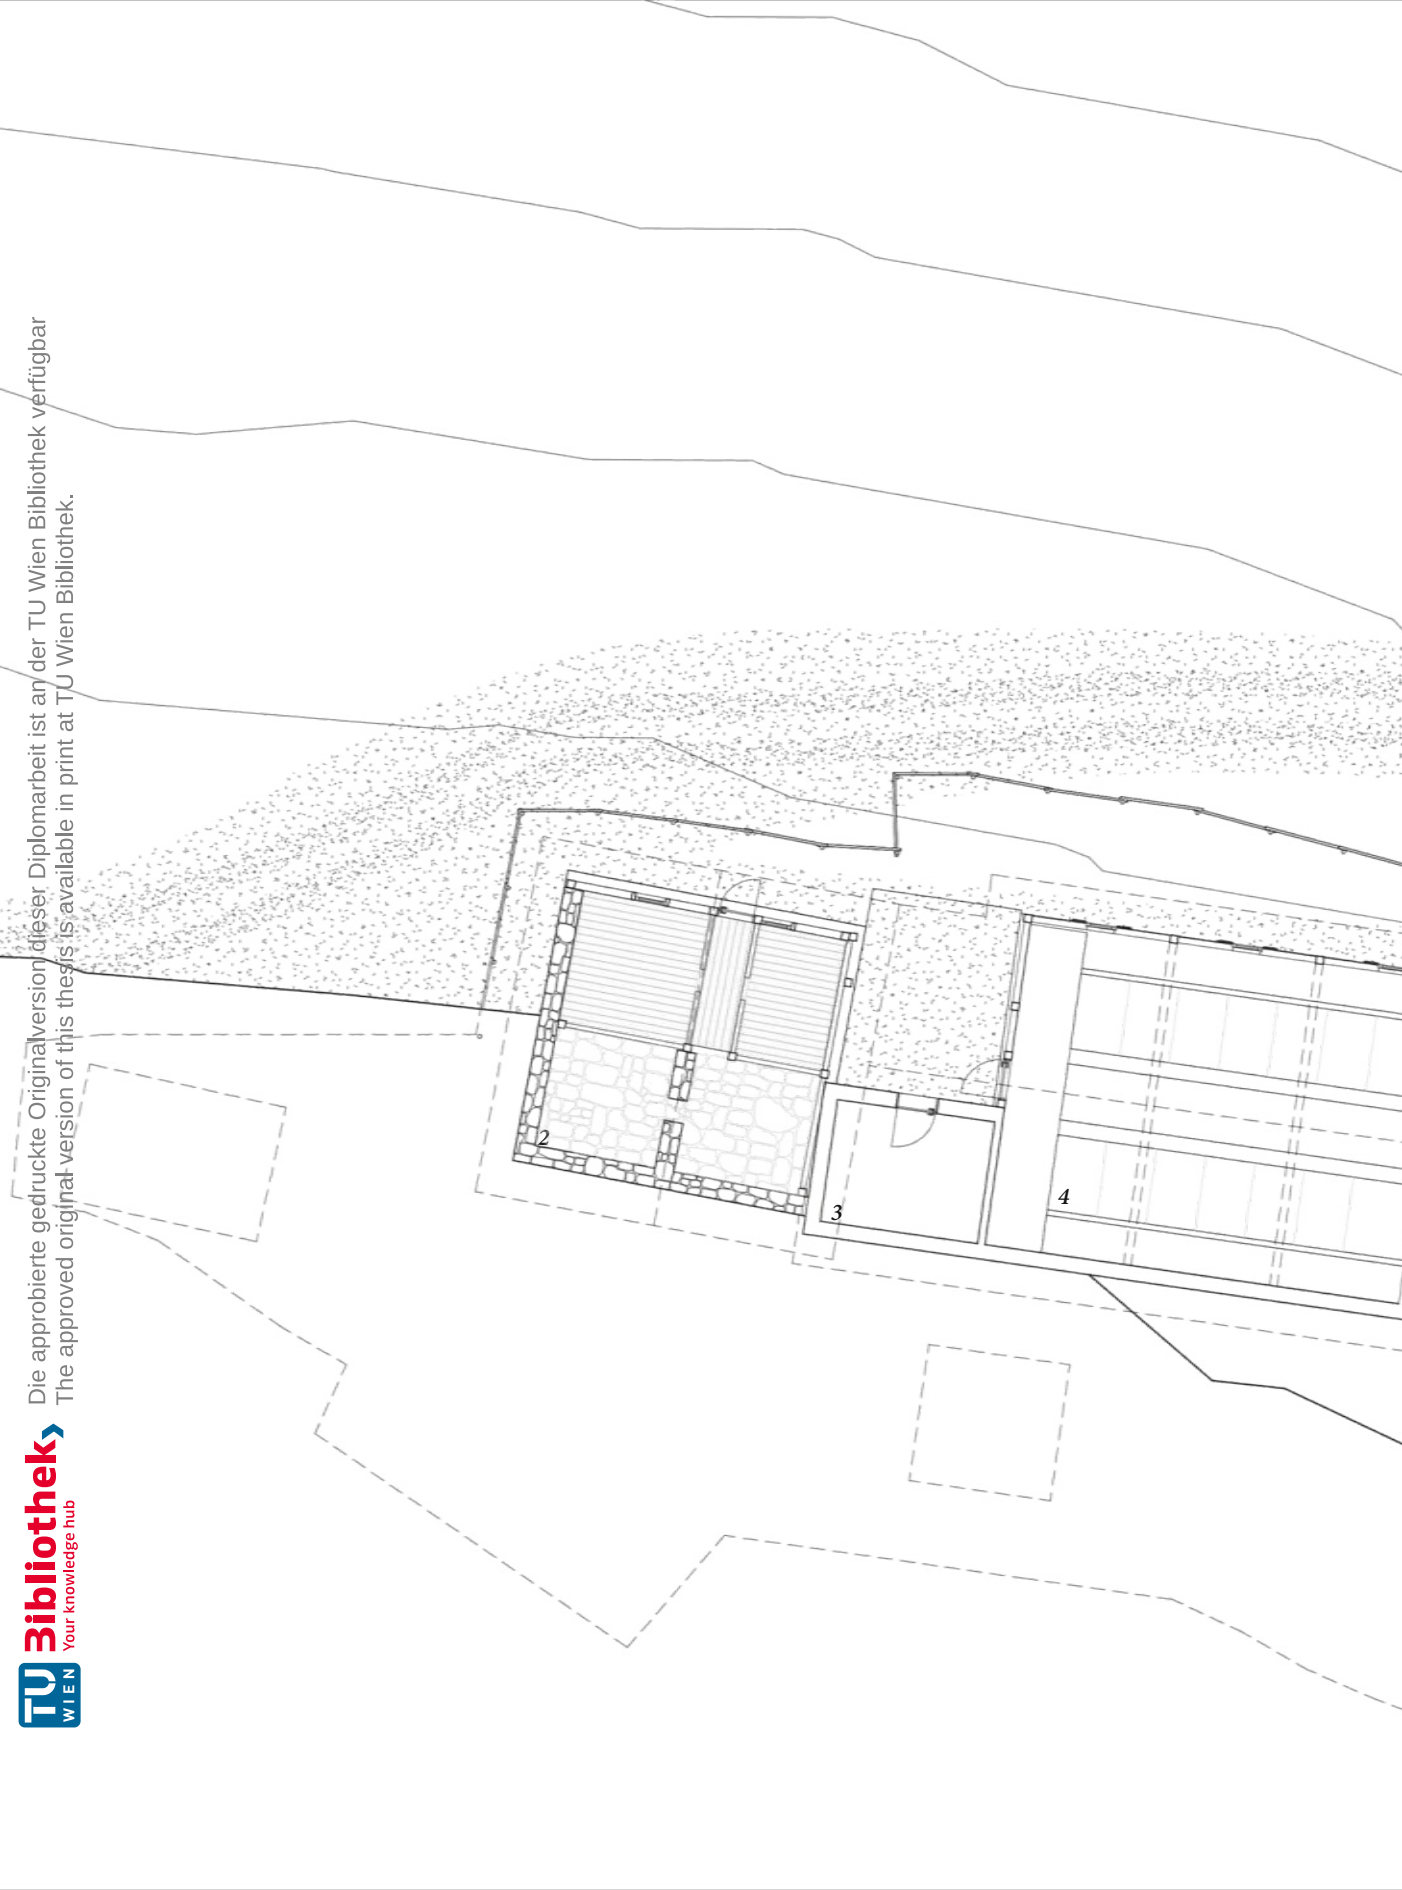 Die approbierte gedruckte Originalversion dieser Diplomarbeit ist an der TU Wien Bibliothek verfügbar
The approved original version of this thesis is available in print at TU Wien Bibliothek.
TU
WIEN
Bibliothek
Your knowledge hub
2
3
4